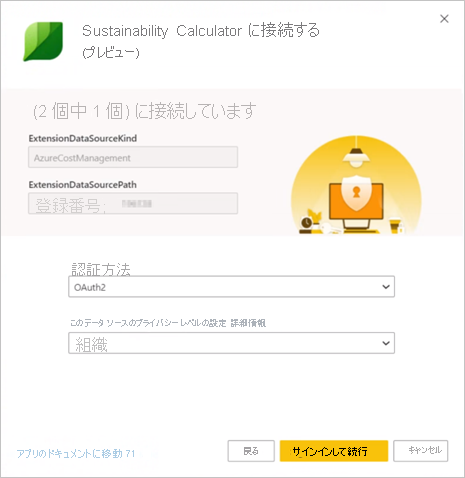 Sustainability Calculator に接続する
(プレビュー)
(2 個中 1 個) に接続しています
ExtensionDataSourceKind
AzureCostManagement
ExtensionDataSourcePath
登録番号;
認証方法
OAuth2
このデータ ソースのプライバシー レベルの設定 詳細情報
組織
アプリのドキュメントに移動 71
戻る
サインインして続行
キャンセル